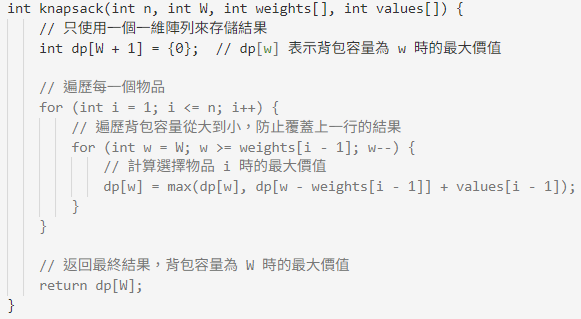 int knapsack(int n, int W, int weights[], int values[]) {
    // 只使用一個一維陣列來存儲結果
    int dp[W + 1] = {0};  // dp[w] 表示背包容量為 w 時的最大價值

    // 遍歷每一個物品
    for (int i = 1; i <= n; i++) {
        // 遍歷背包容量從大到小，防止覆蓋上一行的結果
        for (int w = W; w >= weights[i - 1]; w--) {
            // 計算選擇物品 i 時的最大價值
            dp[w] = max(dp[w], dp[w - weights[i - 1]] + values[i - 1]);
        }
    }

    // 返回最終結果，背包容量為 W 時的最大價值
    return dp[W];
}